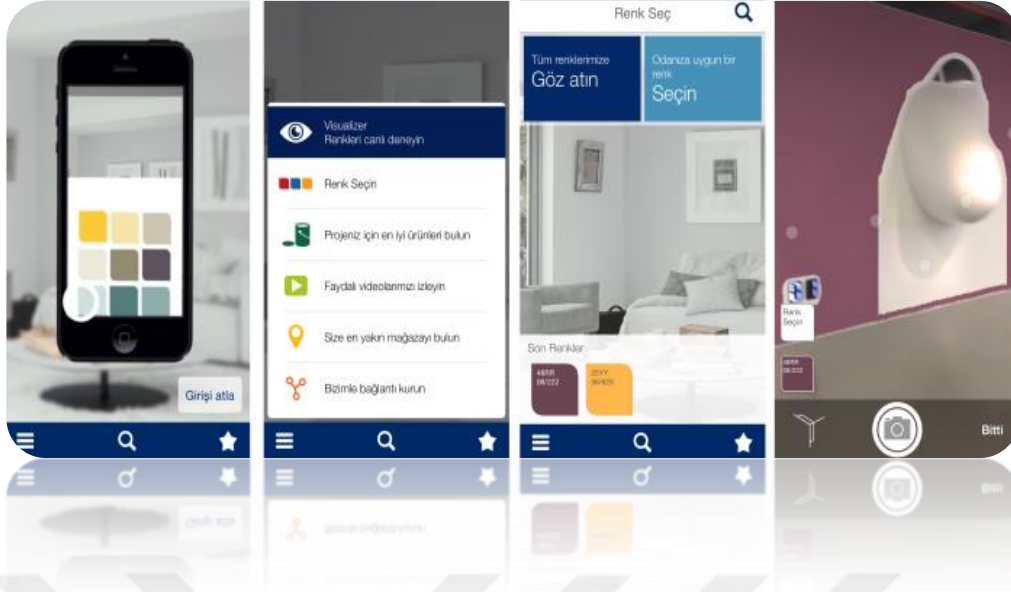 Girişi atla
Visualizer
Renkleri canlı deneyin
Renk Seçin
Projeniz için en iyi ürünleri bulun
Faydalı videolarımızı izleyin
Size en yakın mağazayı bulun
Bizimle bağlantı kurun
Renk Seç
Tüm renklerimize
Göz atın
Odanıza uygun bir
renk
Seçin
Son Renkler
Renk
Seçin
Bitti